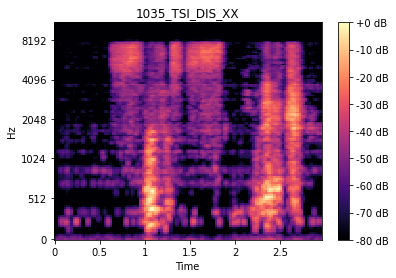 1035_TSI_DIS_XX
8192
4096
2048
1024
512
0
Hz
0 0.5 1 1.5 2 2.5
Time
+0 dB
-10 dB
-20 dB
-30 dB
-40 dB
-50 dB
-60 dB
-70 dB
-80 dB